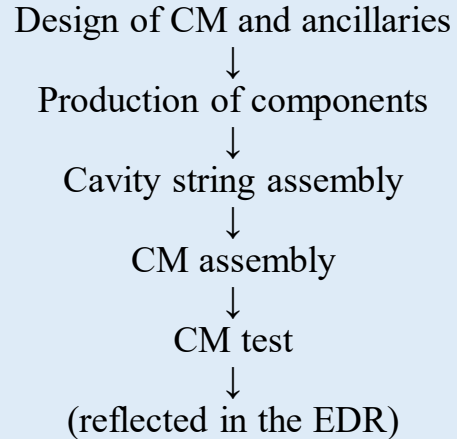 Design of CM and ancillaries
↓
Production of components
↓
Cavity string assembly
↓
CM assembly
↓
CM test
↓
(reflected in the EDR)